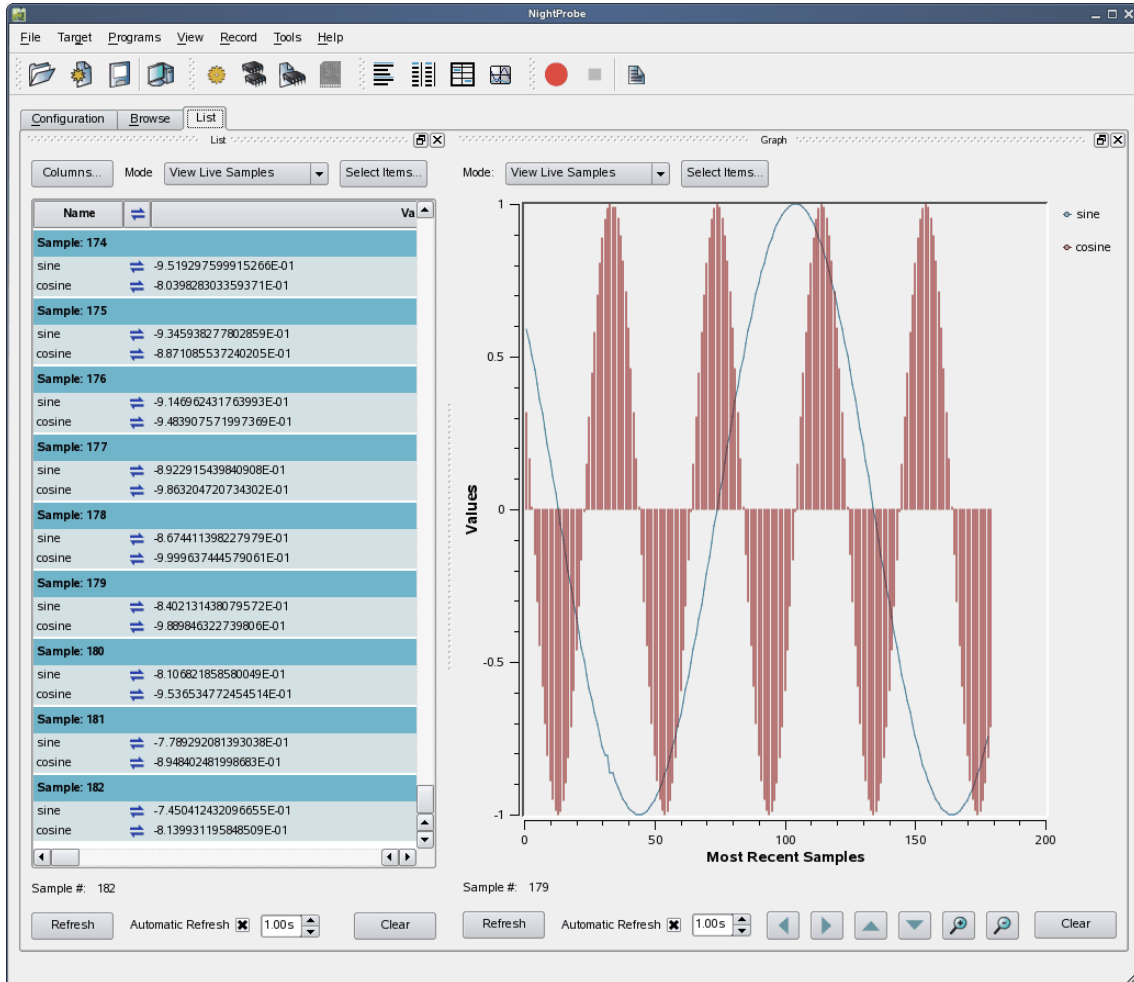 NightProbe
File Target Programs View Record Tools Help
Configuration Browse List
List
Columns... Mode View Live Samples Select Items...
Name Va
Sample: 174
sine -9.519297599915266E-01
cosine -8.039828303359371E-01
Sample: 175
sine -9.345938277802859E-01
cosine -8.871085537240205E-01
Sample: 176
sine -9.146962431763993E-01
cosine -9.483907571997369E-01
Sample: 177
sine -8.922915439840908E-01
cosine -9.863204720734302E-01
Sample: 178
sine -8.674411398227979E-01
cosine -9.999637444579061E-01
Sample: 179
sine -8.402131438079572E-01
cosine -9.889846322739806E-01
Sample: 180
sine -8.106821858580049E-01
cosine -9.536534772454514E-01
Sample: 181
sine -7.789292081393038E-01
cosine -8.948402481998683E-01
Sample: 182
sine -7.450412432096655E-01
cosine -8.139931195848509E-01
Sample #: 182
Refresh Automatic Refresh 1.00s Clear
Graph
Mode: View Live Samples Select Items...
sine
cosine
1
0.5
0
-0.5
-1
Values
0 50 100 150 200
Most Recent Samples
Sample #: 179
Refresh Automatic Refresh 1.00s Clear